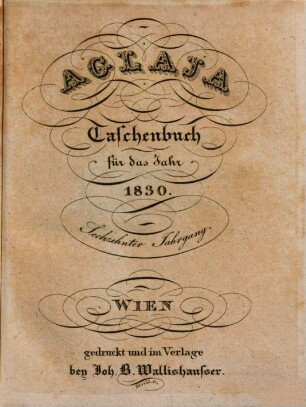 AGLAJA
Taschenbuch
für das Jahr
1830.
Sechzehnter Jahrgang.
WIEN
gedruckt und im Verlage
bey Joh. B. Wallishausser.